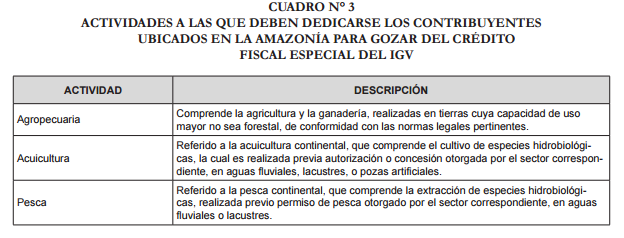 CUADRO N° 3
ACTIVIDADES A LAS QUE DEBEN DEDICARSE LOS CONTRIBUYENTES
UBICADOS EN LA AMAZONÍA PARA GOZAR DEL CRÉDITO
FISCAL ESPECIAL DEL IGV
ACTIVIDAD DESCRIPCIÓN
Agropecuaria
Comprende la agricultura y la ganadería, realizadas en tierras cuya capacidad de uso
mayor no sea forestal, de conformidad con las normas legales pertinentes.
Acuicultura
Referido a la acuicultura continental, que comprende el cultivo de especies hidrobiológi-
cas, la cual es realizada previa autorización o concesión otorgada por el sector correspon-
diente, en aguas fluviales, lacustres, o pozas artificiales.
Pesca
Referido a la pesca continental, que comprende la extracción de especies hidrobiológi-
cas, realizada previo permiso de pesca otorgado por el sector correspondiente, en aguas
fluviales o lacustres.